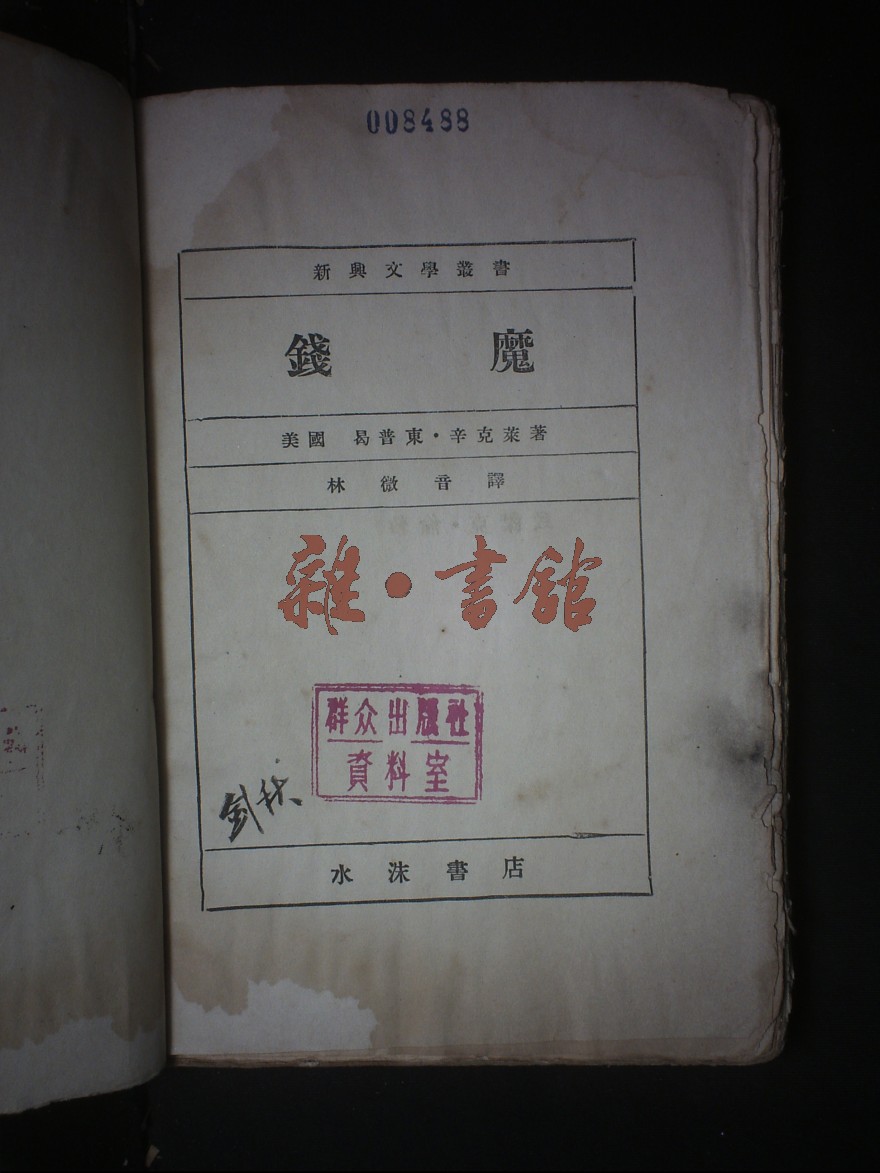 008488
新興文學叢書
錢魔
美國 曷普東·辛克萊著
林微音譯
雜·書館
群众出版社
資料室
水沫書店